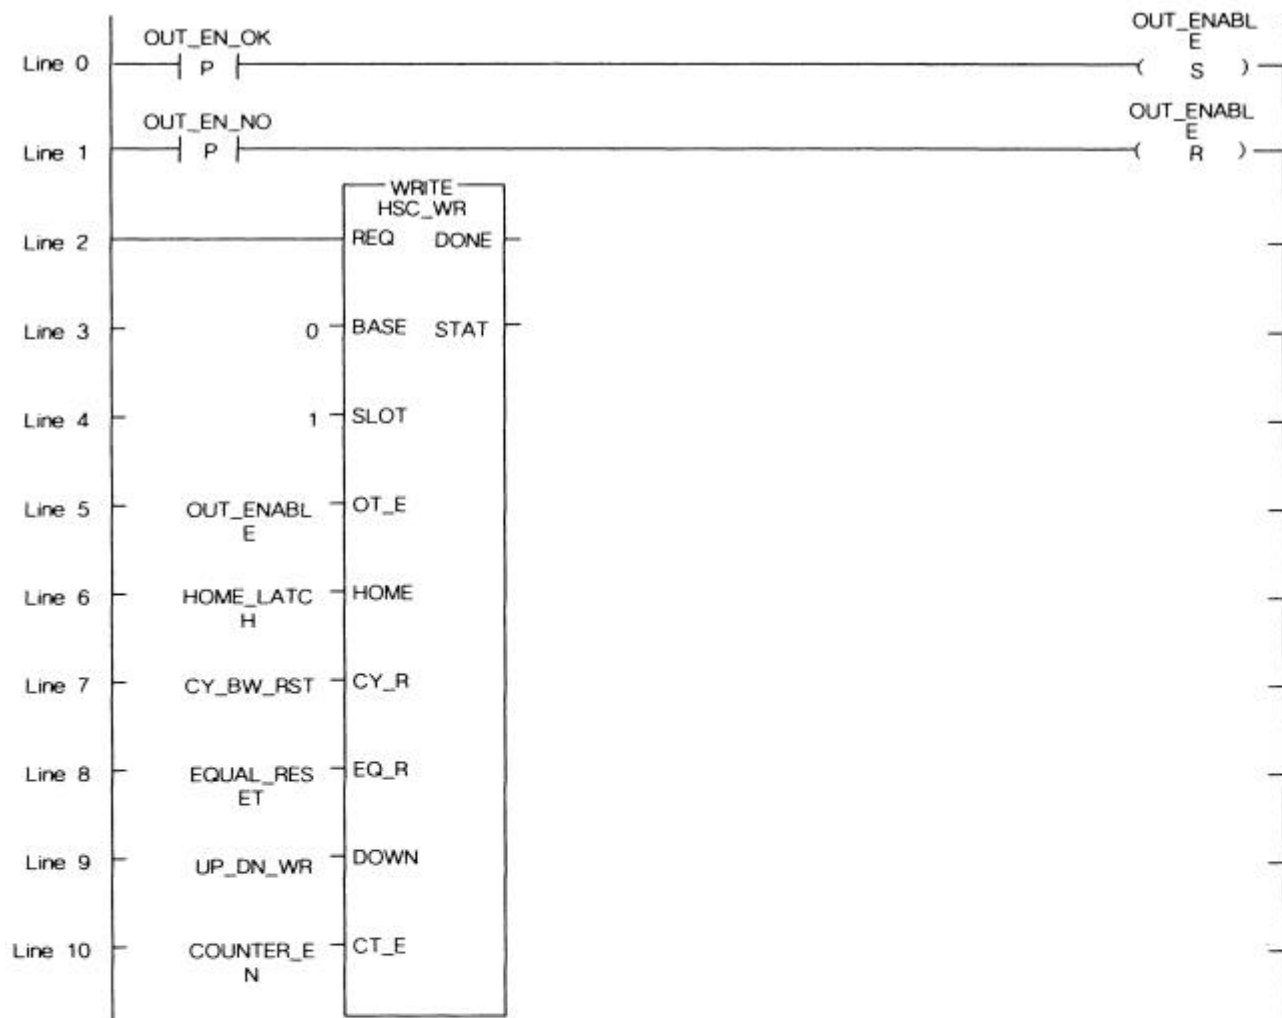 OUT_EN_OK
OUT_ENABL
E
Line 0
P
( S )
OUT_EN_NO
OUT_ENABL
E
Line 1
P
( R )
WRITE
HSC_WR
Line 2
REQ DONE
Line 3 0 BASE STAT
Line 4 1 SLOT
Line 5 OUT_ENABL OT_E
E
Line 6 HOME_LATC HOME
H
Line 7 CY_BW_RST CY_R
Line 8 EQUAL_RES EQ_R
ET
Line 9 UP_DN_WR DOWN
Line 10 COUNTER_E CT_E
N